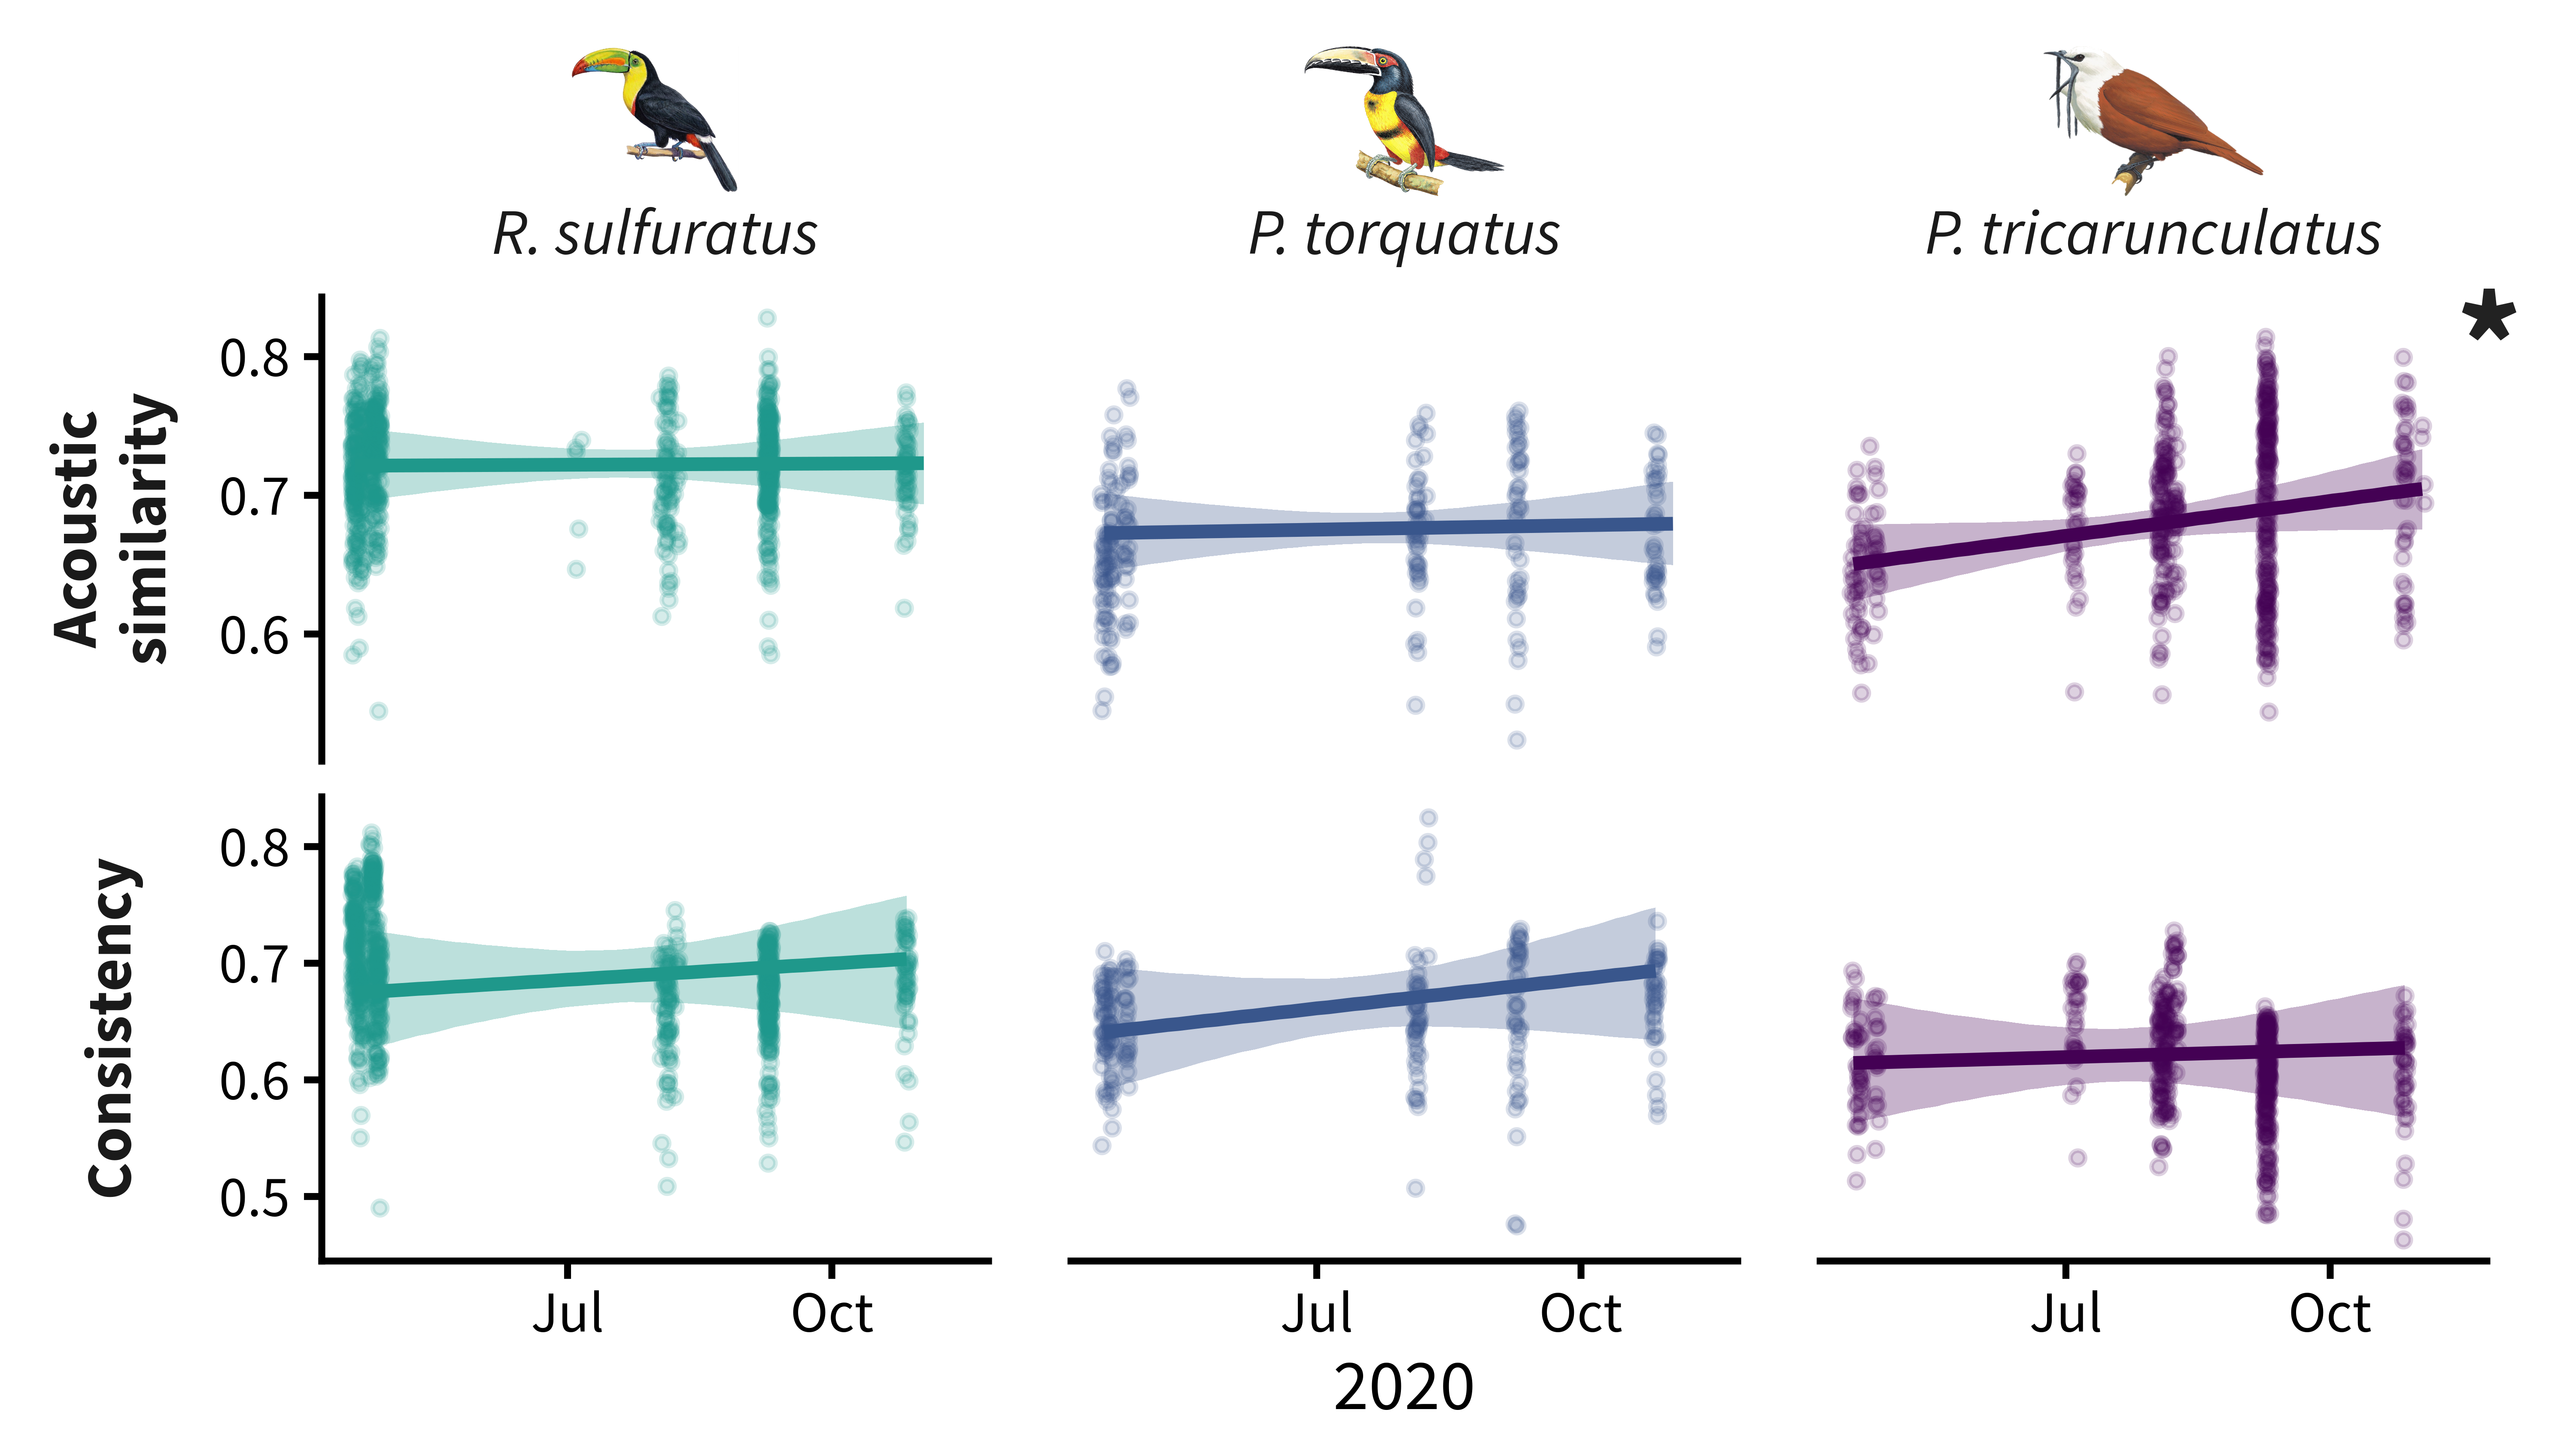 R. sulfuratus
P. torquatus
P. tricarunculatus
*
Acoustic
similarity
0.8
0.7
0.6
Consistency
0.8
0.7
0.6
0.5
Jul
Oct
Jul
Oct
Jul
Oct
2020